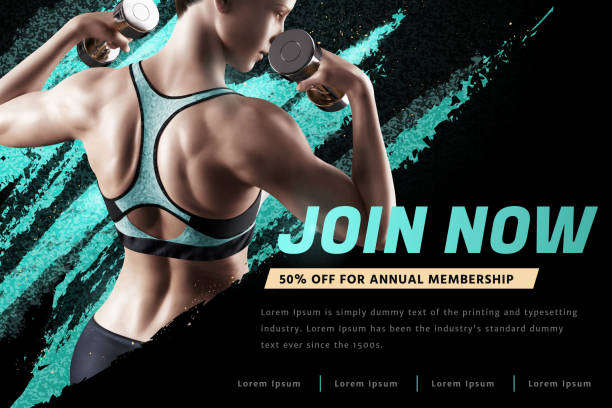 JOIN NOW
50% OFF FOR ANNUAL MEMBERSHIP
Lorem Ipsum is simply dummy text of the printing and typesetting
industry. Lorem Ipsum has been the industry's standard dummy text
ever since the 1500s.
Lorem Ipsum | Lorem Ipsum | Lorem Ipsum | Lorem Ipsum